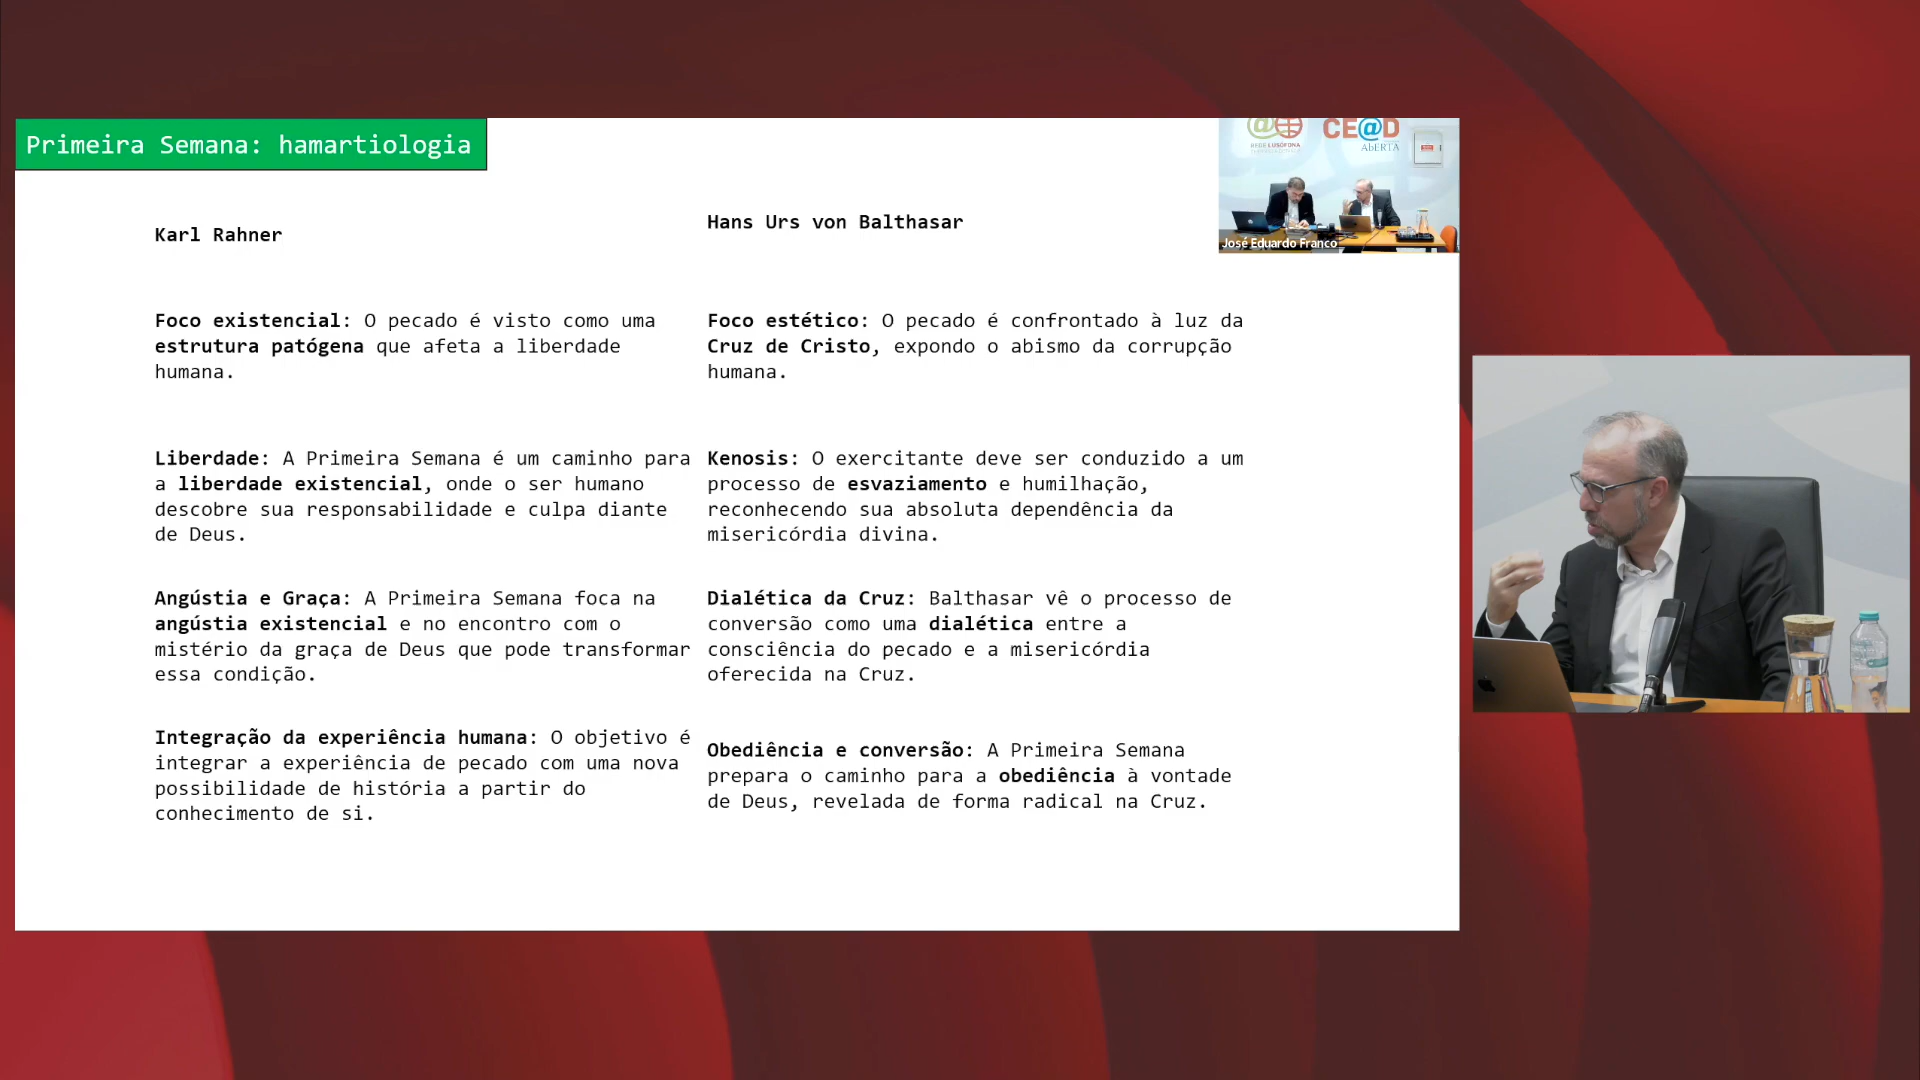 Primeira Semana: hamartiologia
Karl Rahner
Foco existencial: O pecado é visto como uma
estrutura patógena que afeta a liberdade
humana.
Liberdade: A Primeira Semana é um caminho para
a liberdade existencial, onde o ser humano
descobre sua responsabilidade e culpa diante
de Deus.
Angústia e Graça: A Primeira Semana foca na
angústia existencial e no encontro com o
mistério da graça de Deus que pode transformar
essa condição.
Integração da experiência humana: O objetivo é
integrar a experiência de pecado com uma nova
possibilidade de história a partir do
conhecimento de si.
Hans Urs von Balthasar
Foco estético: O pecado é confrontado à luz da
Cruz de Cristo, expondo o abismo da corrupção
humana.
Kenosis: O exercitante deve ser conduzido a um
processo de esvaziamento e humilhação,
reconhecendo sua absoluta dependência da
misericórdia divina.
Dialética da Cruz: Balthasar vê o processo de
conversão como uma dialética entre a
consciência do pecado e a misericórdia
oferecida na Cruz.
Obediência e conversão: A Primeira Semana
prepara o caminho para a obediência à vontade
de Deus, revelada de forma radical na Cruz.
REDE LUSÓFONA
CE@D
AbERTA
José Eduardo Franco